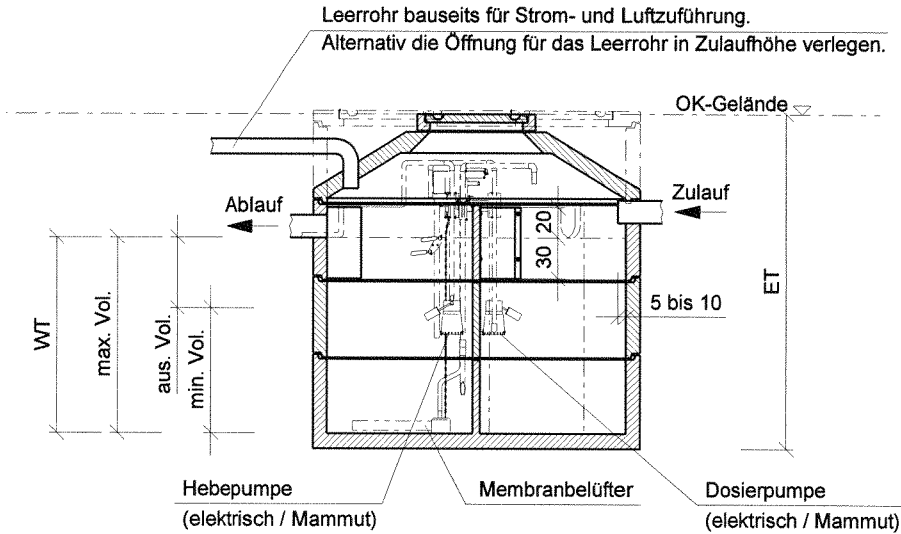 Leerrohr bauseits für Strom- und Luftzuführung.
Alternativ die Öffnung für das Leerrohr in Zulaufhöhe verlegen.
OK-Gelände
Ablauf
Zulauf
20
30
5 bis 10
ET
WT
max. Vol.
aus. Vol.
min. Vol.
Hebepumpe
(elektrisch / Mammut)
Membranbelüfter
Dosierpumpe
(elektrisch / Mammut)